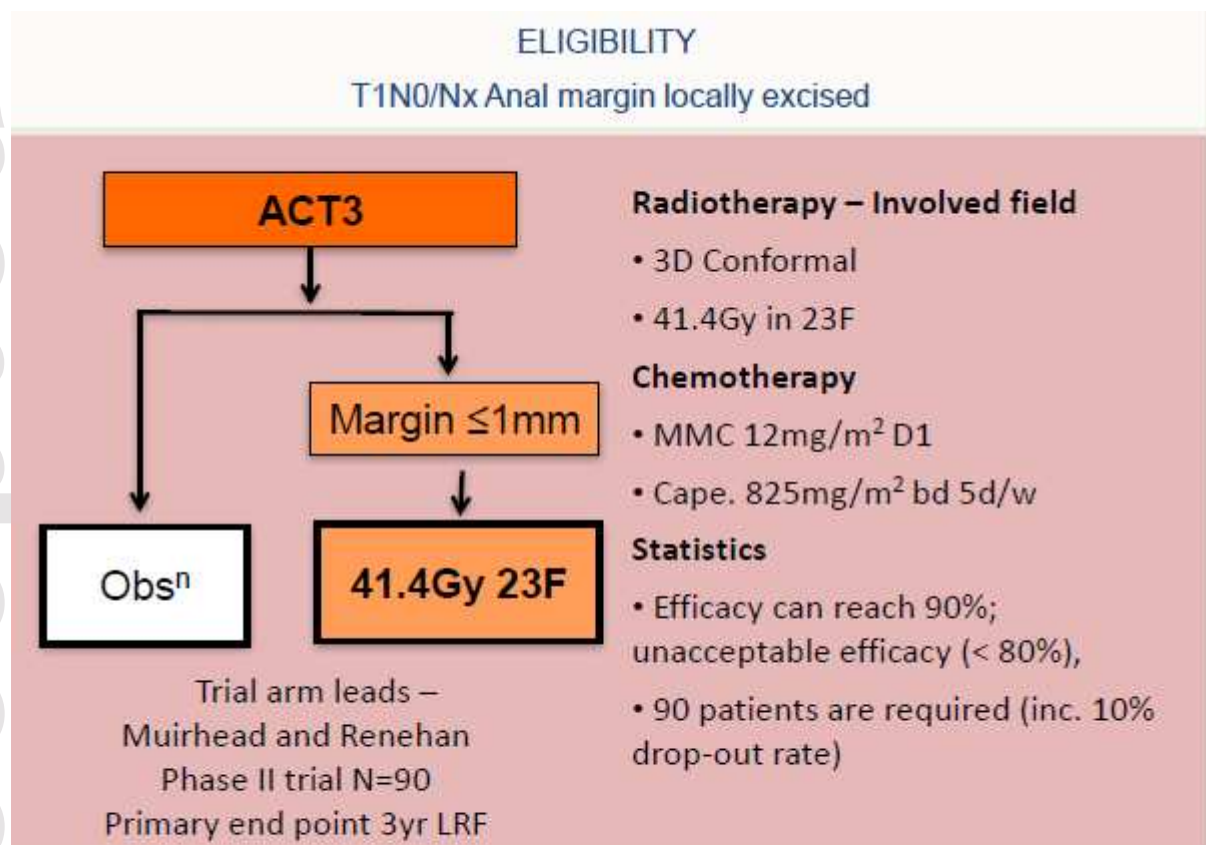 ELIGIBILITY
T1N0/Nx Anal margin locally excised
ACT3
Margin ≤1mm
Obsⁿ
41.4Gy 23F
Trial arm leads –
Muirhead and Renehan
Phase II trial N=90
Primary end point 3yr LRF
Radiotherapy – Involved field
• 3D Conformal
• 41.4Gy in 23F
Chemotherapy
• MMC 12mg/m² D1
• Cape. 825mg/m² bd 5d/w
Statistics
• Efficacy can reach 90%;
unacceptable efficacy (< 80%),
• 90 patients are required (inc. 10%
drop-out rate)